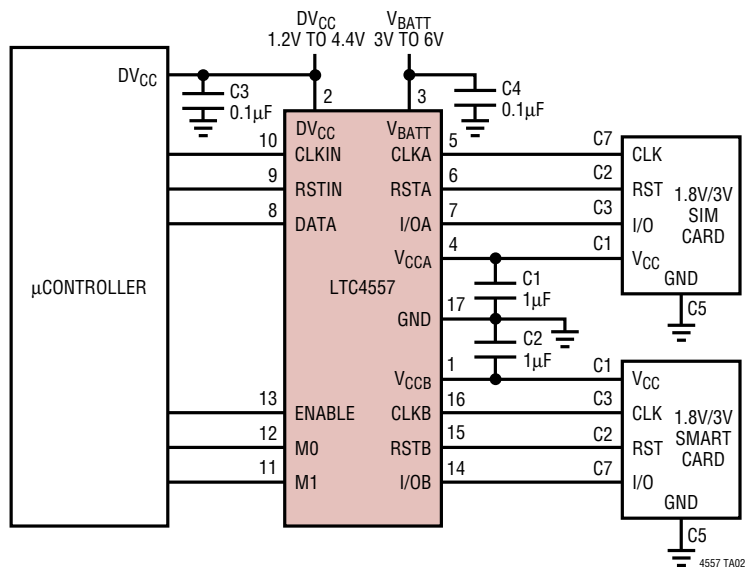 DVCC
1.2V TO 4.4V
VBATT
3V TO 6V
DVCC
C3
0.1µF
C4
0.1µF
2
3
DVCC
VBATT
10
CLKIN
CLKA
5
C7
CLK
9
RSTIN
RSTA
6
C2
RST
8
DATA
I/OA
7
C3
I/O
1.8V/3V
SIM
CARD
VCCA
4
C1
VCC
GND
C5
µCONTROLLER
LTC4557
C1
1µF
GND
17
C2
1µF
VCCB
1
C1
VCC
13
ENABLE
CLKB
16
C3
CLK
12
M0
RSTB
15
C2
RST
11
M1
I/OB
14
C7
I/O
1.8V/3V
SMART
CARD
GND
C5
4557 TA02